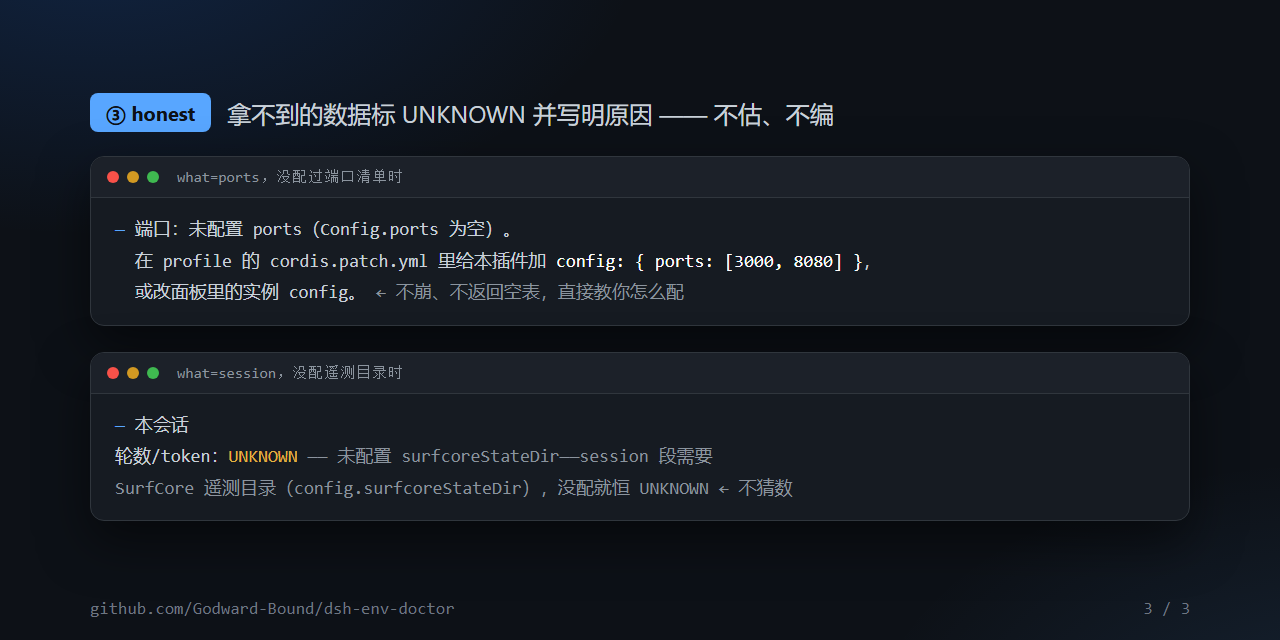 ③ honest 拿不到的数据标 UNKNOWN 并写明原因 —— 不估、不编
what=ports，没配过端口清单时
— 端口：未配置 ports（Config.ports 为空）。
在 profile 的 cordis.patch.yml 里给本插件加 config: { ports: [3000, 8080] }，
或改面板里的实例 config。 ← 不崩、不返回空表，直接教你怎么配
what=session，没配遥测目录时
— 本会话
轮数/token：UNKNOWN —— 未配置 surfcoreStateDir——session 段需要
SurfCore 遥测目录（config.surfcoreStateDir），没配就恒 UNKNOWN ← 不猜数
github.com/Godward-Bound/dsh-env-doctor
3 / 3